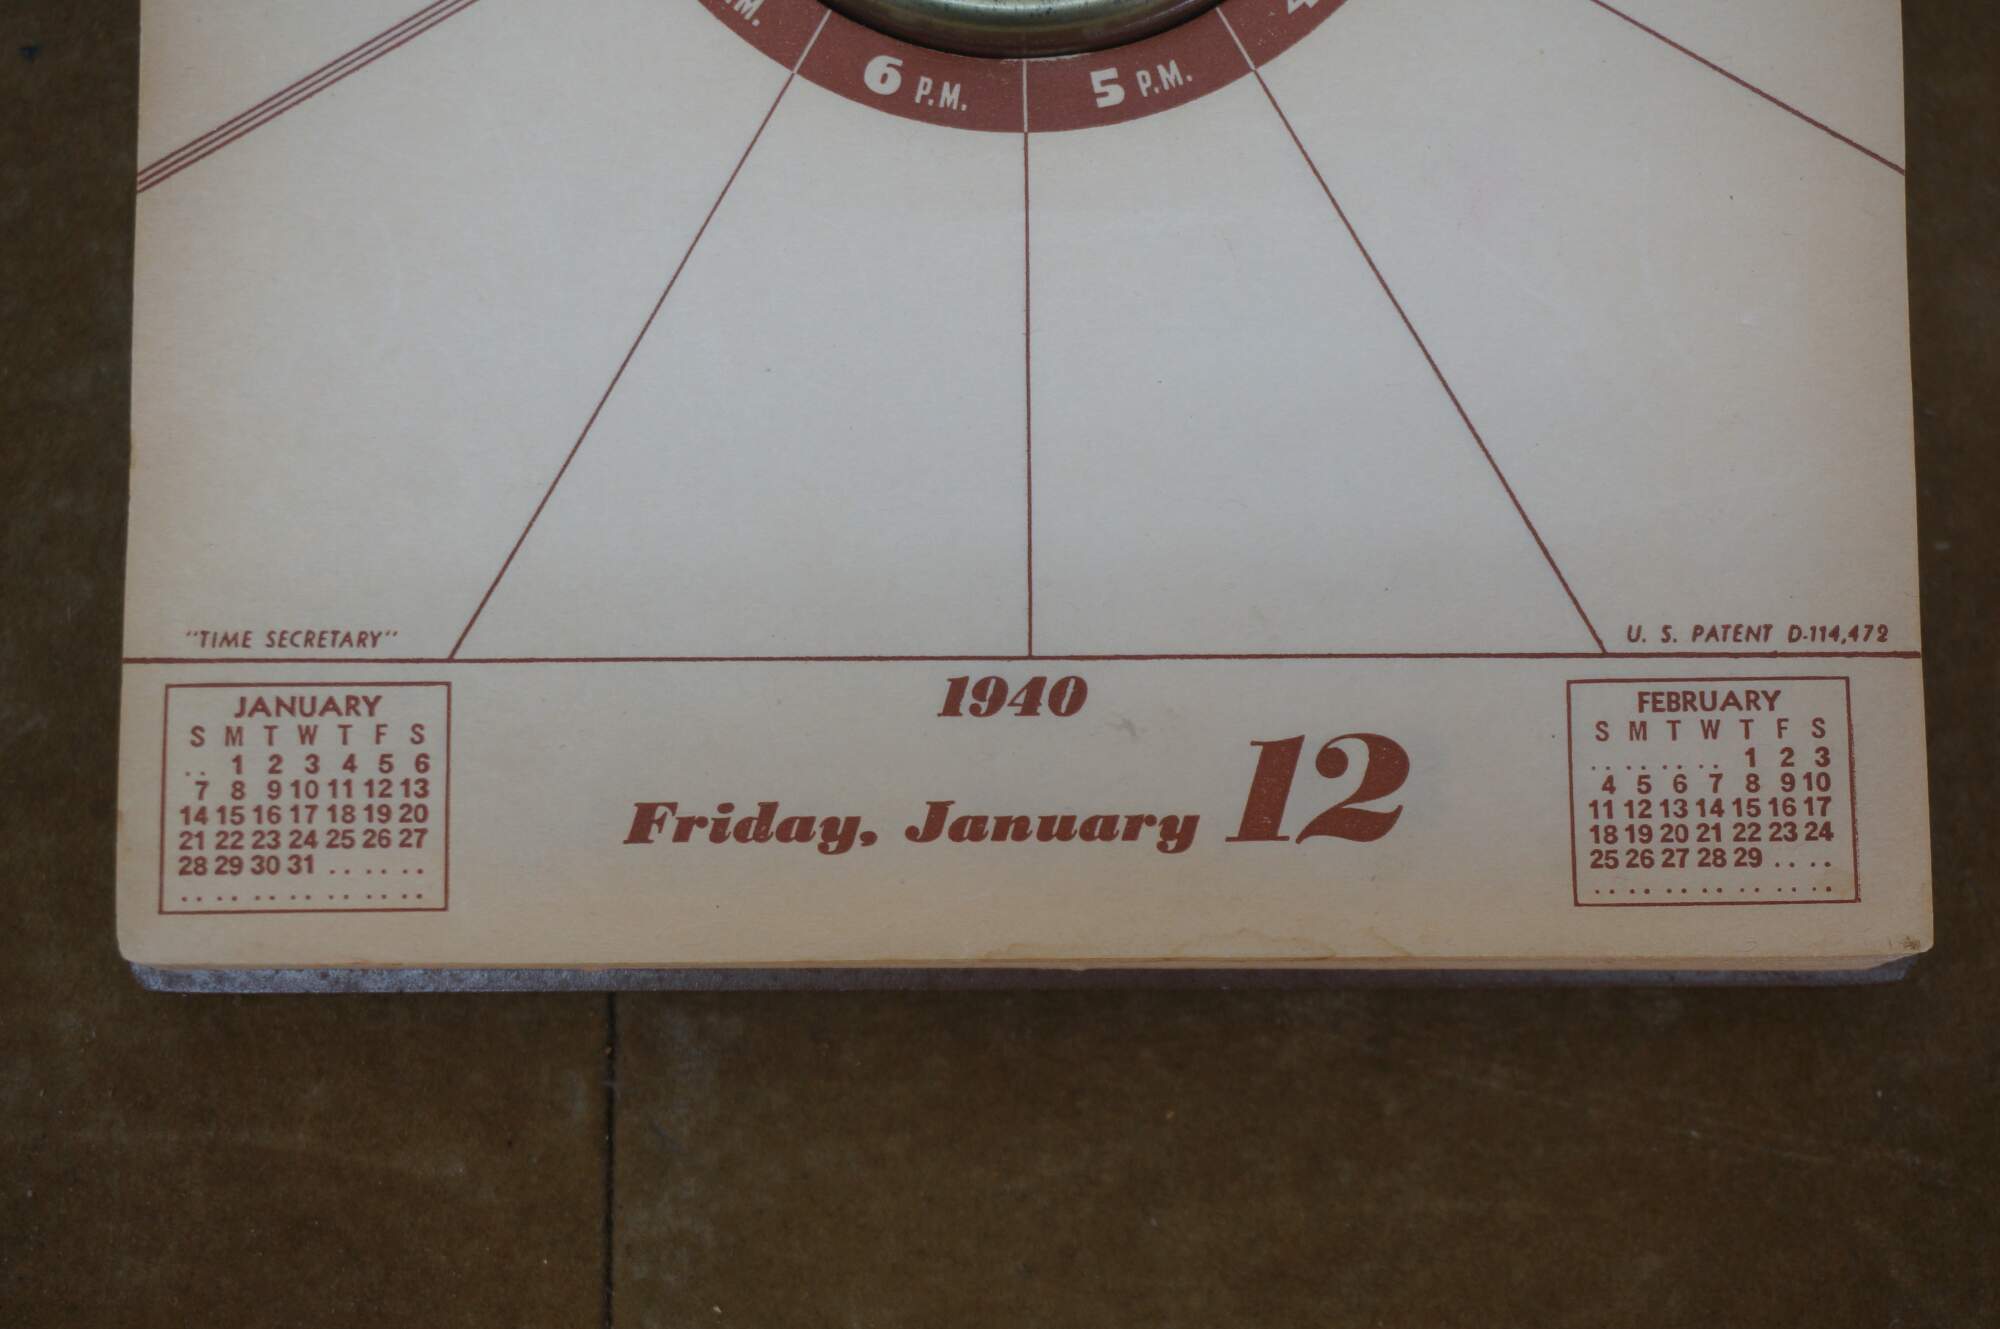 P.M.
6 P.M.
5 P.M.
4
"TIME SECRETARY"
U. S. PATENT D-114,472
1940
Friday, January 12
JANUARY
S M T W T F S
. . 1 2 3 4 5 6
7 8 9 10 11 12 13
14 15 16 17 18 19 20
21 22 23 24 25 26 27
28 29 30 31 . . . . . .
. . . . . . . . . . . . . .
FEBRUARY
S M T W T F S
. . . . . . . . 1 2 3
4 5 6 7 8 9 10
11 12 13 14 15 16 17
18 19 20 21 22 23 24
25 26 27 28 29 . . . .
. . . . . . . . . . . . . .